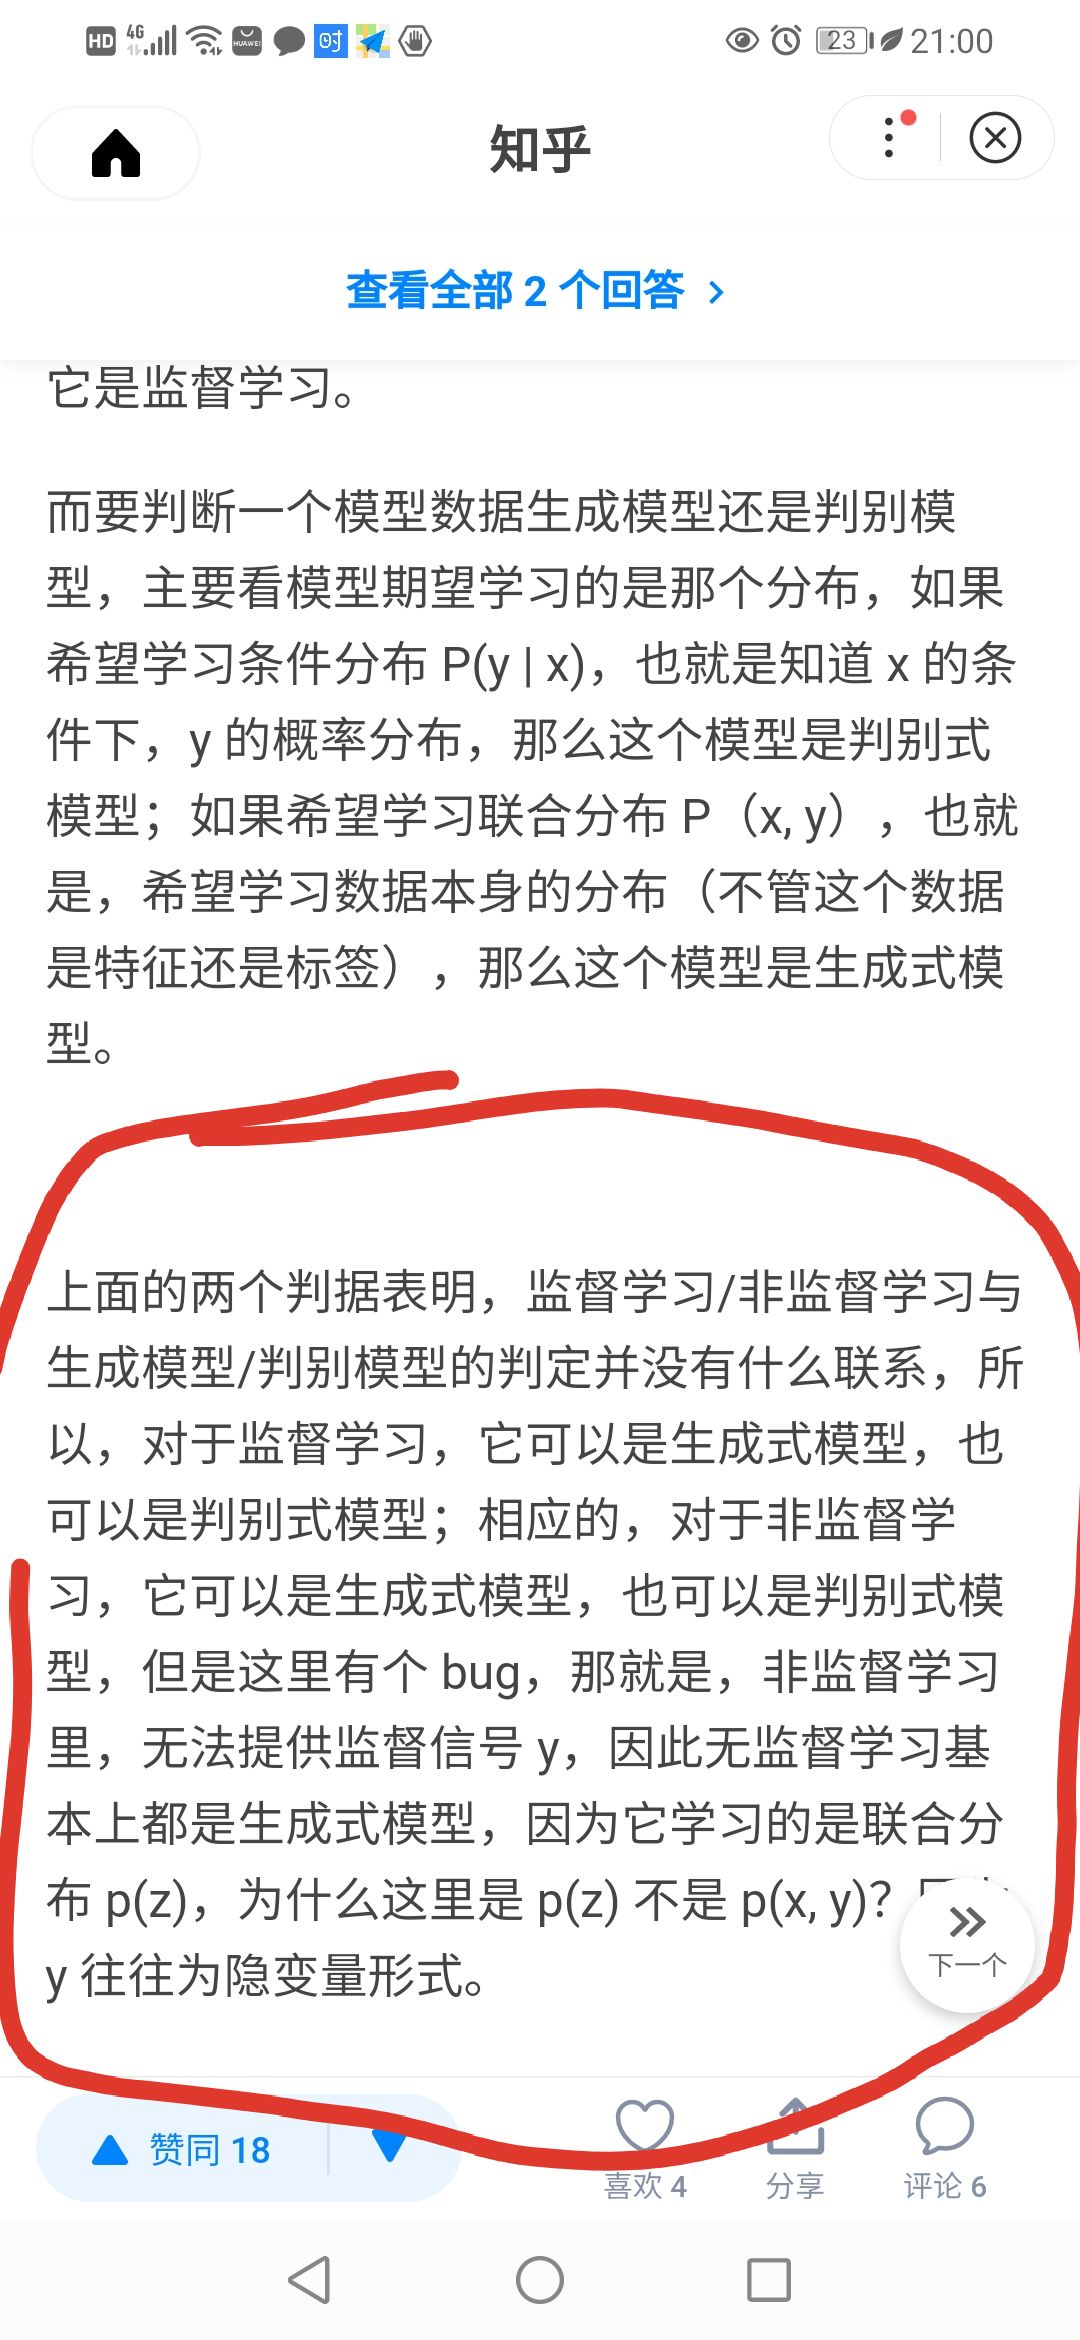 HD 4G HUAWEI 时 23 21:00
知乎
查看全部 2 个回答
它是监督学习。
而要判断一个模型数据生成模型还是判别模
型，主要看模型期望学习的是那个分布，如果
希望学习条件分布 P(y | x)，也就是知道 x 的条
件下，y 的概率分布，那么这个模型是判别式
模型；如果希望学习联合分布 P（x, y），也就
是，希望学习数据本身的分布（不管这个数据
是特征还是标签），那么这个模型是生成式模
型。
上面的两个判据表明，监督学习/非监督学习与
生成模型/判别模型的判定并没有什么联系，所
以，对于监督学习，它可以是生成式模型，也
可以是判别式模型；相应的，对于非监督学
习，它可以是生成式模型，也可以是判别式模
型，但是这里有个 bug，那就是，非监督学习
里，无法提供监督信号 y，因此无监督学习基
本上都是生成式模型，因为它学习的是联合分
布 p(z)，为什么这里是 p(z) 不是 p(x, y)？
y 往往为隐变量形式。
下一个
赞同 18
喜欢 4
分享
评论 6